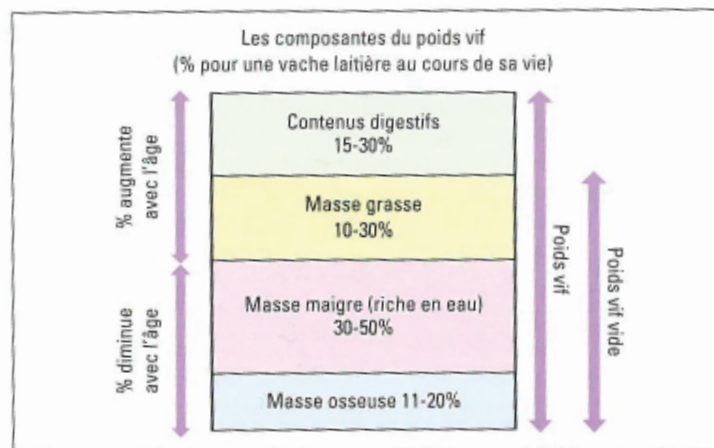 Les composantes du poids vif
(% pour une vache laitière au cours de sa vie)
% augmente
avec l'âge
Contenus digestifs
15-30%
Masse grasse
10-30%
% diminue
avec l'âge
Masse maigre (riche en eau)
30-50%
Masse osseuse 11-20%
Poids vif
Poids vif vide